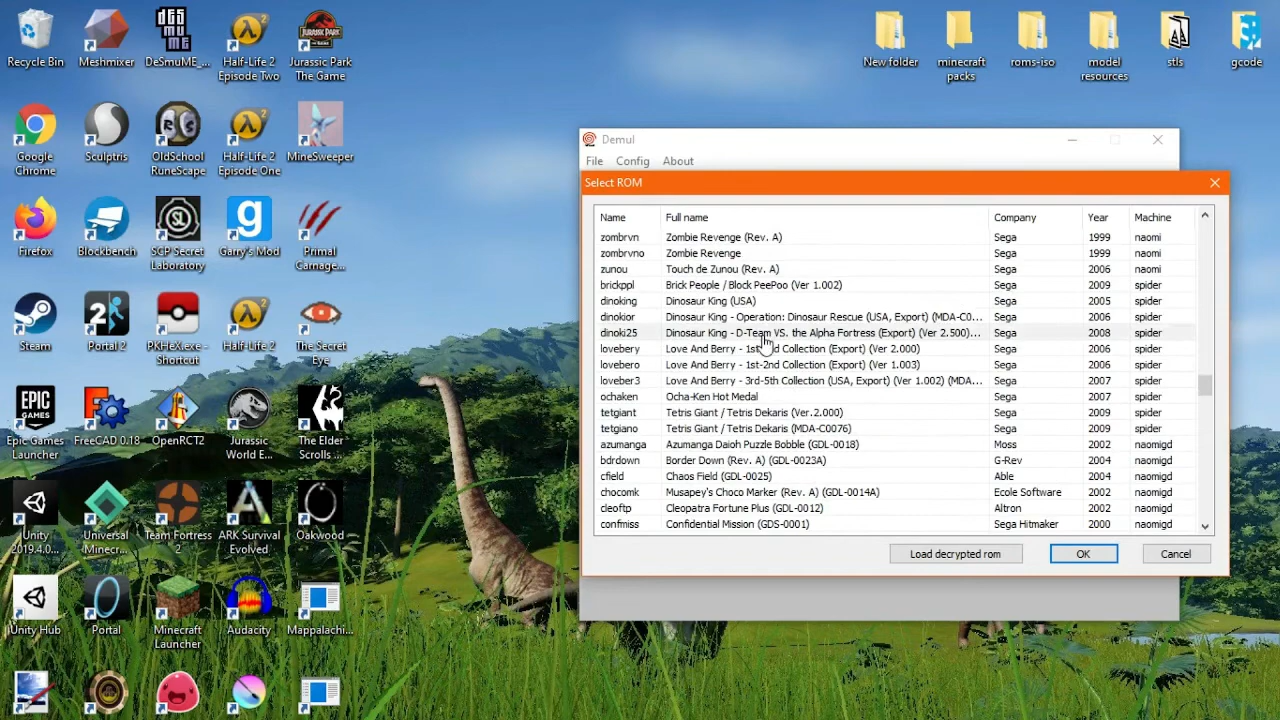 Recycle Bin
Meshmixer
DeSmuME_...
Half-Life 2
Episode Two
Jurassic Park
The Game
Google
Chrome
Sculptris
OldSchool
RuneScape
Half-Life 2
Episode One
MineSweeper
Firefox
Blockbench
SCP Secret
Laboratory
Garry's Mod
Primal
Carnage...
Steam
Portal 2
PKHeX.exe -
Shortcut
Half-Life 2
The Secret
Eye
Epic Games
Launcher
FreeCAD 0.18
OpenRCT2
Jurassic
World E...
The Elder
Scrolls ...
Unity
2019.4.0...
Universal
Minecr...
Team Fortress
2
ARK Survival
Evolved
Oakwood
Unity Hub
Portal
Minecraft
Launcher
Audacity
Mappalachi...
New folder
minecraft
packs
roms-iso
model
resources
stls
gcode
Demul
File Config About
Select ROM
Name Full name Company Year Machine
zombrvn Zombie Revenge (Rev. A) Sega 1999 naomi
zombrvno Zombie Revenge Sega 1999 naomi
zunou Touch de Zunou (Rev. A) Sega 2006 naomi
brickppl Brick People / Block PeePoo (Ver 1.002) Sega 2009 spider
dinoking Dinosaur King (USA) Sega 2005 spider
dinokior Dinosaur King - Operation: Dinosaur Rescue (USA, Export) (MDA-C0... Sega 2006 spider
dinoki25 Dinosaur King - D-Team VS. the Alpha Fortress (Export) (Ver 2.500)... Sega 2008 spider
lovebery Love And Berry - 1st-2nd Collection (Export) (Ver 2.000) Sega 2006 spider
lovebero Love And Berry - 1st-2nd Collection (Export) (Ver 1.003) Sega 2006 spider
loveber3 Love And Berry - 3rd-5th Collection (USA, Export) (Ver 1.002) (MDA... Sega 2007 spider
ochaken Ocha-Ken Hot Medal Sega 2007 spider
tetgiant Tetris Giant / Tetris Dekaris (Ver.2.000) Sega 2009 spider
tetgiano Tetris Giant / Tetris Dekaris (MDA-C0076) Sega 2009 spider
azumanga Azumanga Daioh Puzzle Bobble (GDL-0018) Moss 2002 naomigd
bdrdown Border Down (Rev. A) (GDL-0023A) G-Rev 2004 naomigd
cfield Chaos Field (GDL-0025) Able 2004 naomigd
chocomk Musapey's Choco Marker (Rev. A) (GDL-0014A) Ecole Software 2002 naomigd
cleoftp Cleopatra Fortune Plus (GDL-0012) Altron 2002 naomigd
confmiss Confidential Mission (GDS-0001) Sega Hitmaker 2000 naomigd
Load decrypted rom OK Cancel